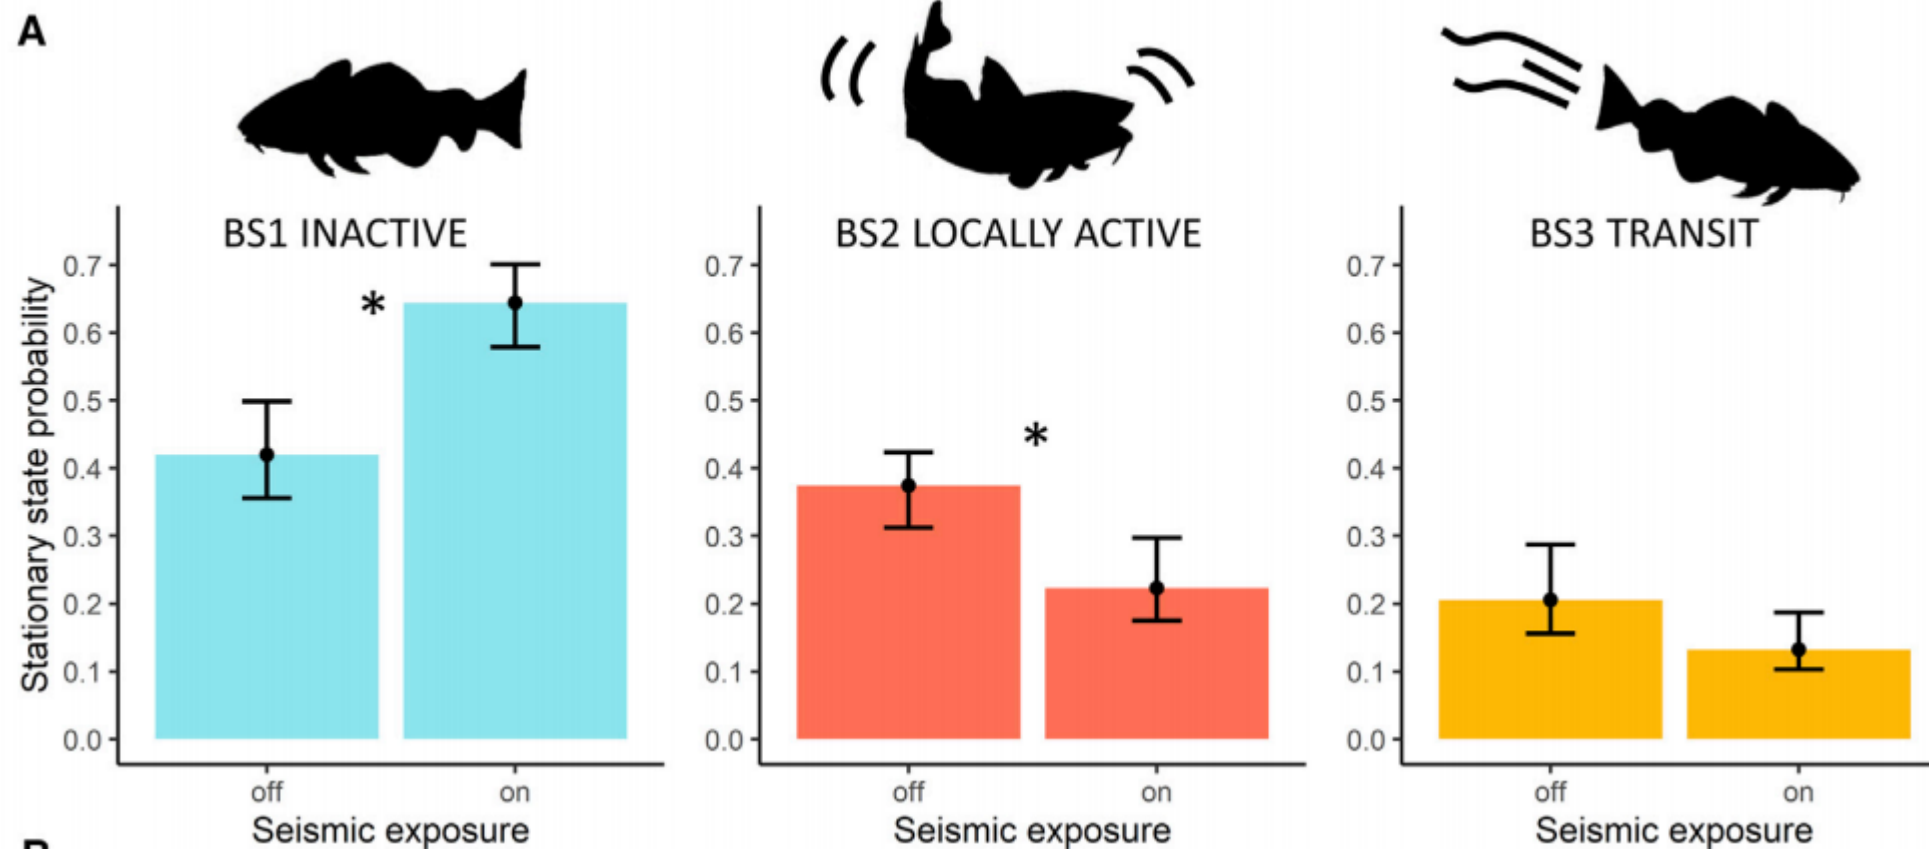 A
BS1 INACTIVE
BS2 LOCALLY ACTIVE
BS3 TRANSIT
Stationary state probability
0.7
0.6
0.5
0.4
0.3
0.2
0.1
0.0
*
off on
Seismic exposure
0.7
0.6
0.5
0.4
0.3
0.2
0.1
0.0
*
off on
Seismic exposure
0.7
0.6
0.5
0.4
0.3
0.2
0.1
0.0
off on
Seismic exposure